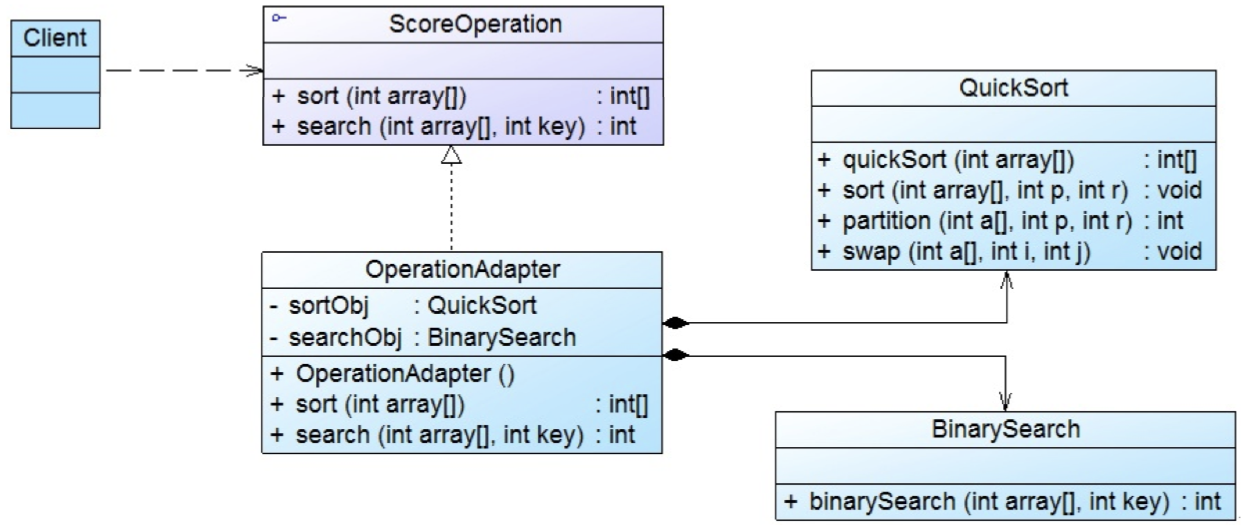 Client
ScoreOperation
+ sort (int array[]) : int[]
+ search (int array[], int key) : int
OperationAdapter
- sortObj : QuickSort
- searchObj : BinarySearch
+ OperationAdapter ()
+ sort (int array[]) : int[]
+ search (int array[], int key) : int
QuickSort
+ quickSort (int array[]) : int[]
+ sort (int array[], int p, int r) : void
+ partition (int a[], int p, int r) : int
+ swap (int a[], int i, int j) : void
BinarySearch
+ binarySearch (int array[], int key) : int